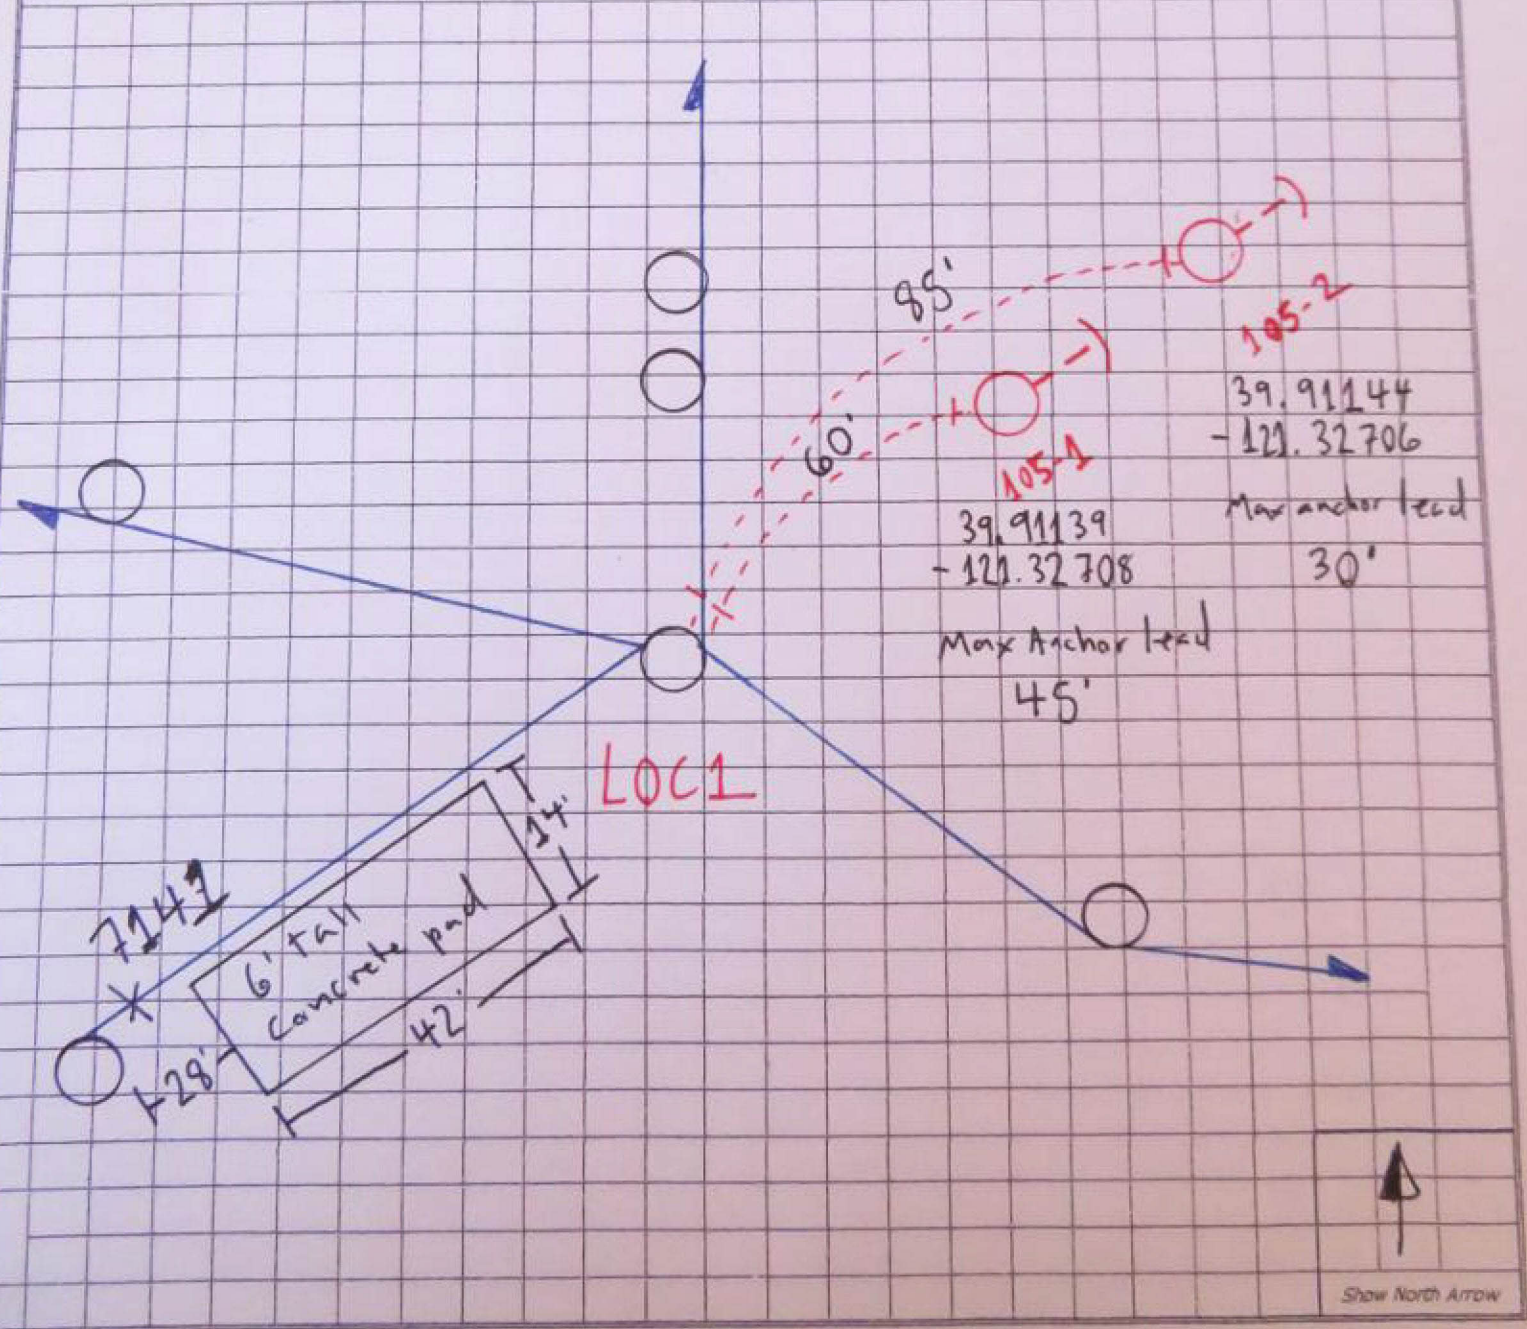 85'
105-2
60'
39.91144
-121.32706
105-1
Max anchor lead
30'
39.91139
-121.32708
Max Anchor lead
45'
LOC1
14'
7141
6' tall
concrete pad
42'
28'
Show North Arrow